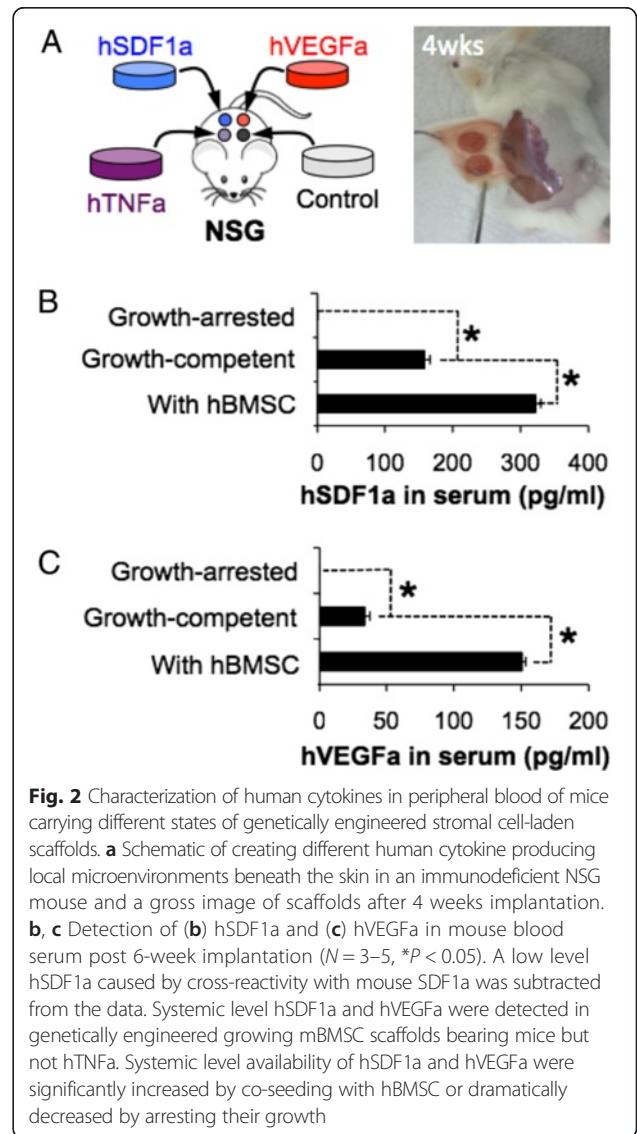 A
hSDF1a
hVEGFa
4wks
hTNFa
Control
NSG
B
Growth-arrested
*
Growth-competent
*
With hBMSC
0 100 200 300 400
hSDF1a in serum (pg/ml)
C
Growth-arrested
*
Growth-competent
*
With hBMSC
0 50 100 150 200
hVEGFa in serum (pg/ml)
Fig. 2 Characterization of human cytokines in peripheral blood of mice
carrying different states of genetically engineered stromal cell-laden
scaffolds. a Schematic of creating different human cytokine producing
local microenvironments beneath the skin in an immunodeficient NSG
mouse and a gross image of scaffolds after 4 weeks implantation.
b, c Detection of (b) hSDF1a and (c) hVEGFa in mouse blood
serum post 6-week implantation (N = 3–5, *P < 0.05). A low level
hSDF1a caused by cross-reactivity with mouse SDF1a was subtracted
from the data. Systemic level hSDF1a and hVEGFa were detected in
genetically engineered growing mBMSC scaffolds bearing mice but
not hTNFa. Systemic level availability of hSDF1a and hVEGFa were
significantly increased by co-seeding with hBMSC or dramatically
decreased by arresting their growth